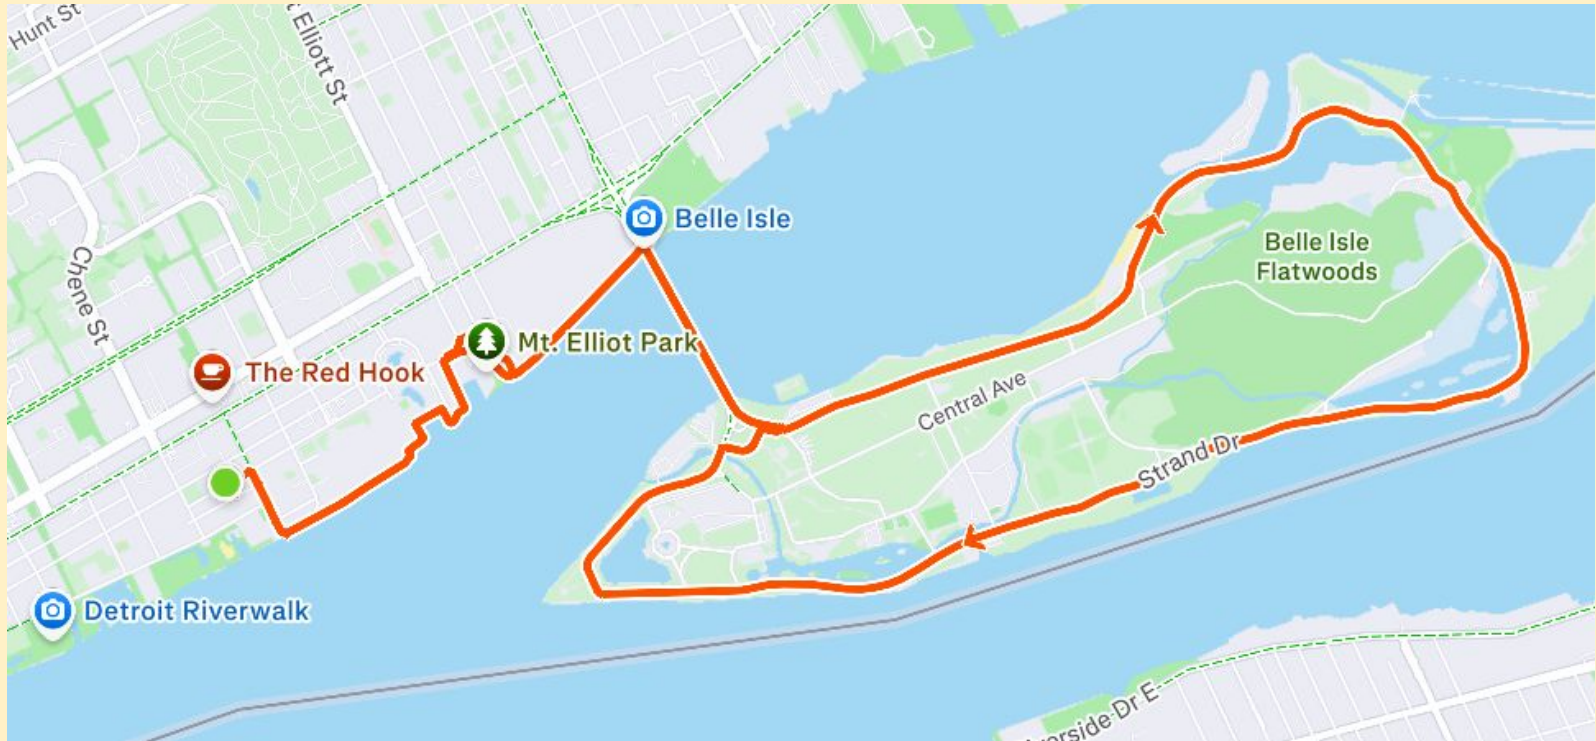 Hunt St
Elliott St
Chene St
Belle Isle
Belle Isle
Flatwoods
Mt. Elliot Park
The Red Hook
Central Ave
Strand Dr
Detroit Riverwalk
Dr E